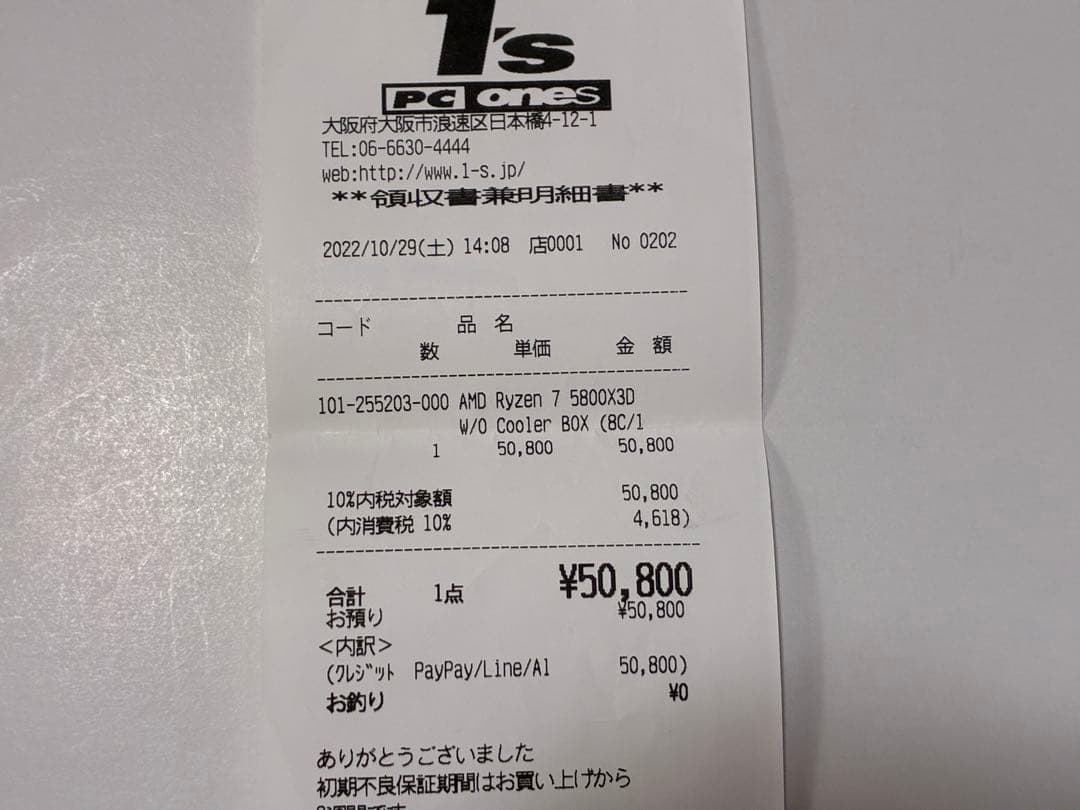 1's
PC ones
大阪府大阪市浪速区日本橋4-12-1
TEL:06-6630-4444
web:http://www.1-s.jp/
**領収書兼明細書**
2022/10/29(土) 14:08 店0001 No 0202
コード 品 名
数 単価 金 額
101-255203-000 AMD Ryzen 7 5800X3D
W/O Cooler BOX (8C/1
1 50,800 50,800
10%内税対象額 50,800
(内消費税 10% 4,618)
合計 1点 ¥50,800
お預り ¥50,800
<内訳>
(ｸﾚｼﾞｯﾄ PayPay/Line/Al 50,800)
お釣り ¥0
ありがとうございました
初期不良保証期間はお買い上げから
週間です